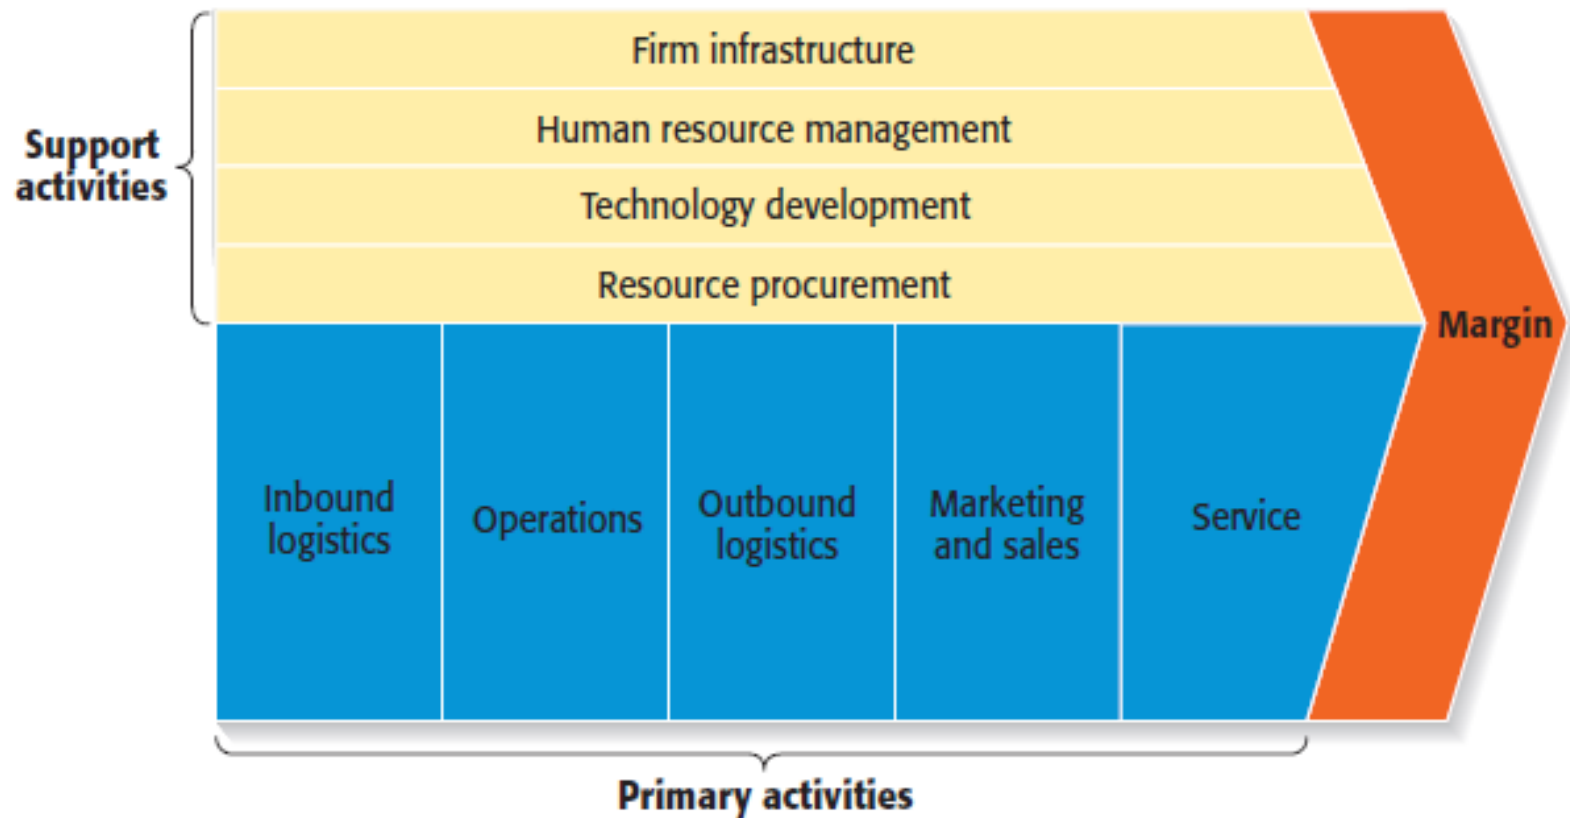 Firm infrastructure
Human resource management
Support
activities
Technology development
Resource procurement
Margin
Inbound
logistics
Operations
Outbound
logistics
Marketing
and sales
Service
Primary activities